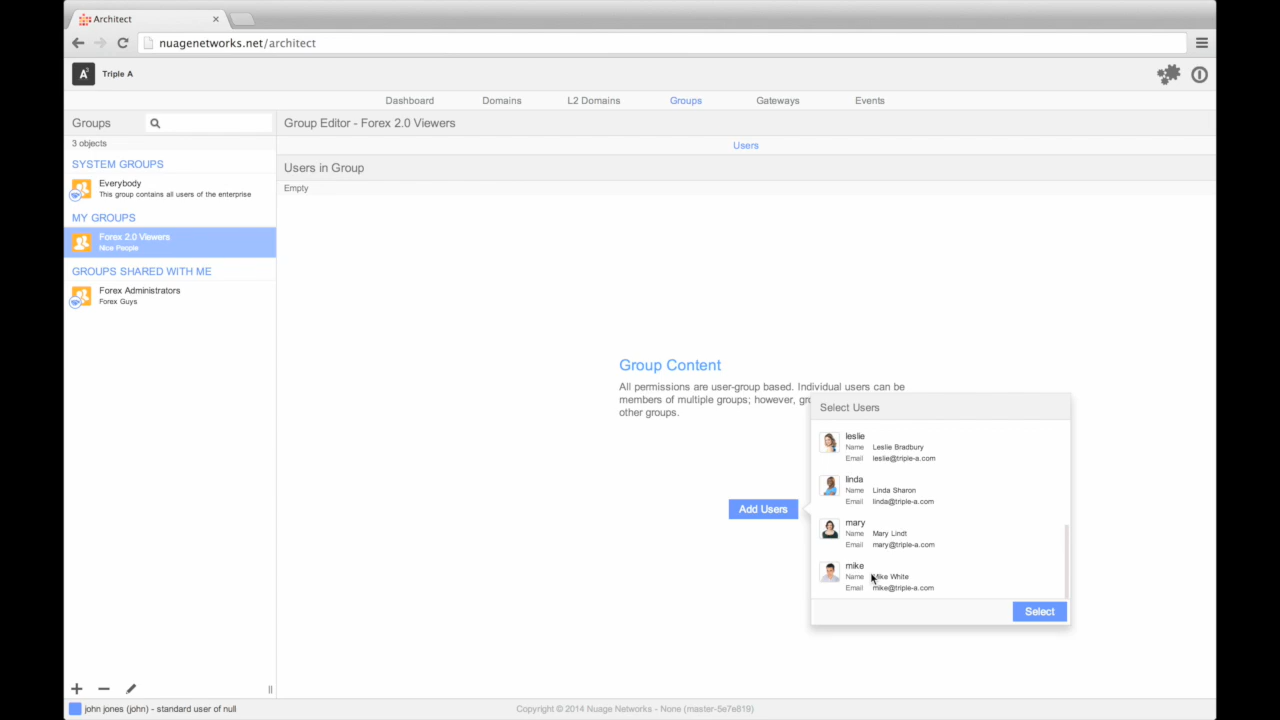 Architect
nuagenetworks.net/architect
A³ Triple A
Dashboard Domains L2 Domains Groups Gateways Events
Groups
3 objects
SYSTEM GROUPS
Everybody
This group contains all users of the enterprise
MY GROUPS
Forex 2.0 Viewers
Nice People
GROUPS SHARED WITH ME
Forex Administrators
Forex Guys
Group Editor - Forex 2.0 Viewers
Users
Users in Group
Empty
Group Content
All permissions are user-group based. Individual users can be
members of multiple groups; however,
other groups.
Add Users
Select Users
leslie
Name Leslie Bradbury
Email leslie@triple-a.com
linda
Name Linda Sharon
Email linda@triple-a.com
mary
Name Mary Lindt
Email mary@triple-a.com
mike
Name Mike White
Email mike@triple-a.com
Select
john jones (john) - standard user of null
Copyright © 2014 Nuage Networks - None (master-5e7e819)